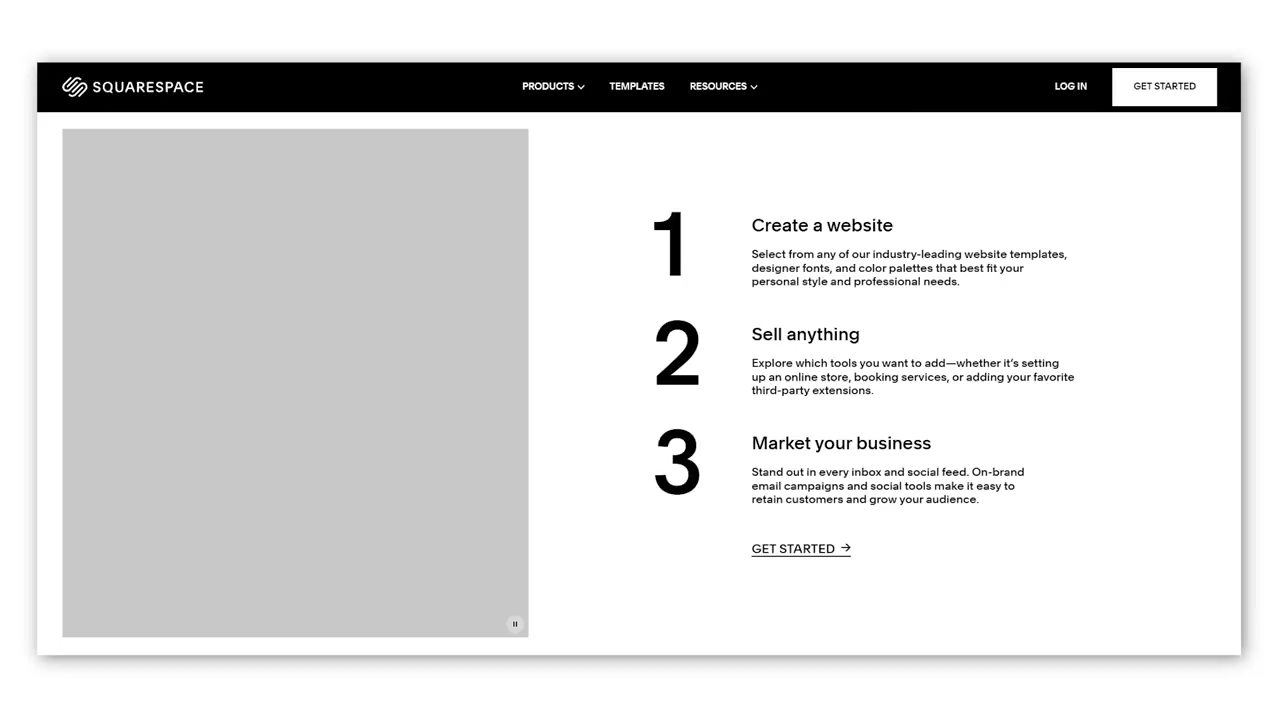 SQUARESPACE
PRODUCTS
TEMPLATES
RESOURCES
LOG IN
GET STARTED
1
Create a website
Select from any of our industry-leading website templates,
designer fonts, and color palettes that best fit your
personal style and professional needs.
2
Sell anything
Explore which tools you want to add—whether it’s setting
up an online store, booking services, or adding your favorite
third-party extensions.
3
Market your business
Stand out in every inbox and social feed. On-brand
email campaigns and social tools make it easy to
retain customers and grow your audience.
GET STARTED →